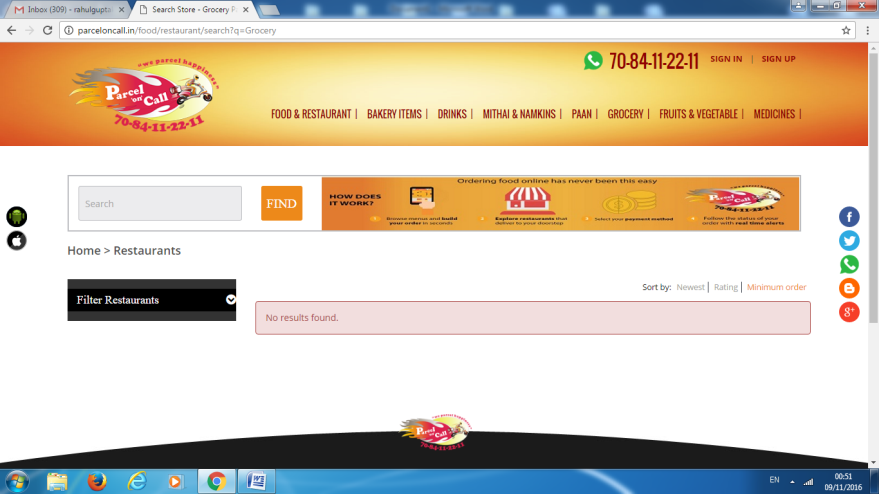 Inbox (309) - rahulgupta
Search Store - Grocery P
parceloncall.in/food/restaurant/search?q=Grocery
"we parcel happiness"
Parcel
on
Call
70-84-11-22-11
70-84-11-22-11 SIGN IN | SIGN UP
FOOD & RESTAURANT | BAKERY ITEMS | DRINKS | MITHAI & NAMKINS | PAAN | GROCERY | FRUITS & VEGETABLE | MEDICINES |
Search
FIND
Ordering food online has never been this easy
HOW DOES
IT WORK?
Browse menus and build
your order in seconds
Explore restaurants that
deliver to your doorstep
Select your payment method
Follow the status of your
order with real time alerts
Home > Restaurants
Filter Restaurants
Sort by: Newest | Rating | Minimum order
No results found.
Parcel
on
Call
70-84-11-22-11
EN
00:51
09/11/2016